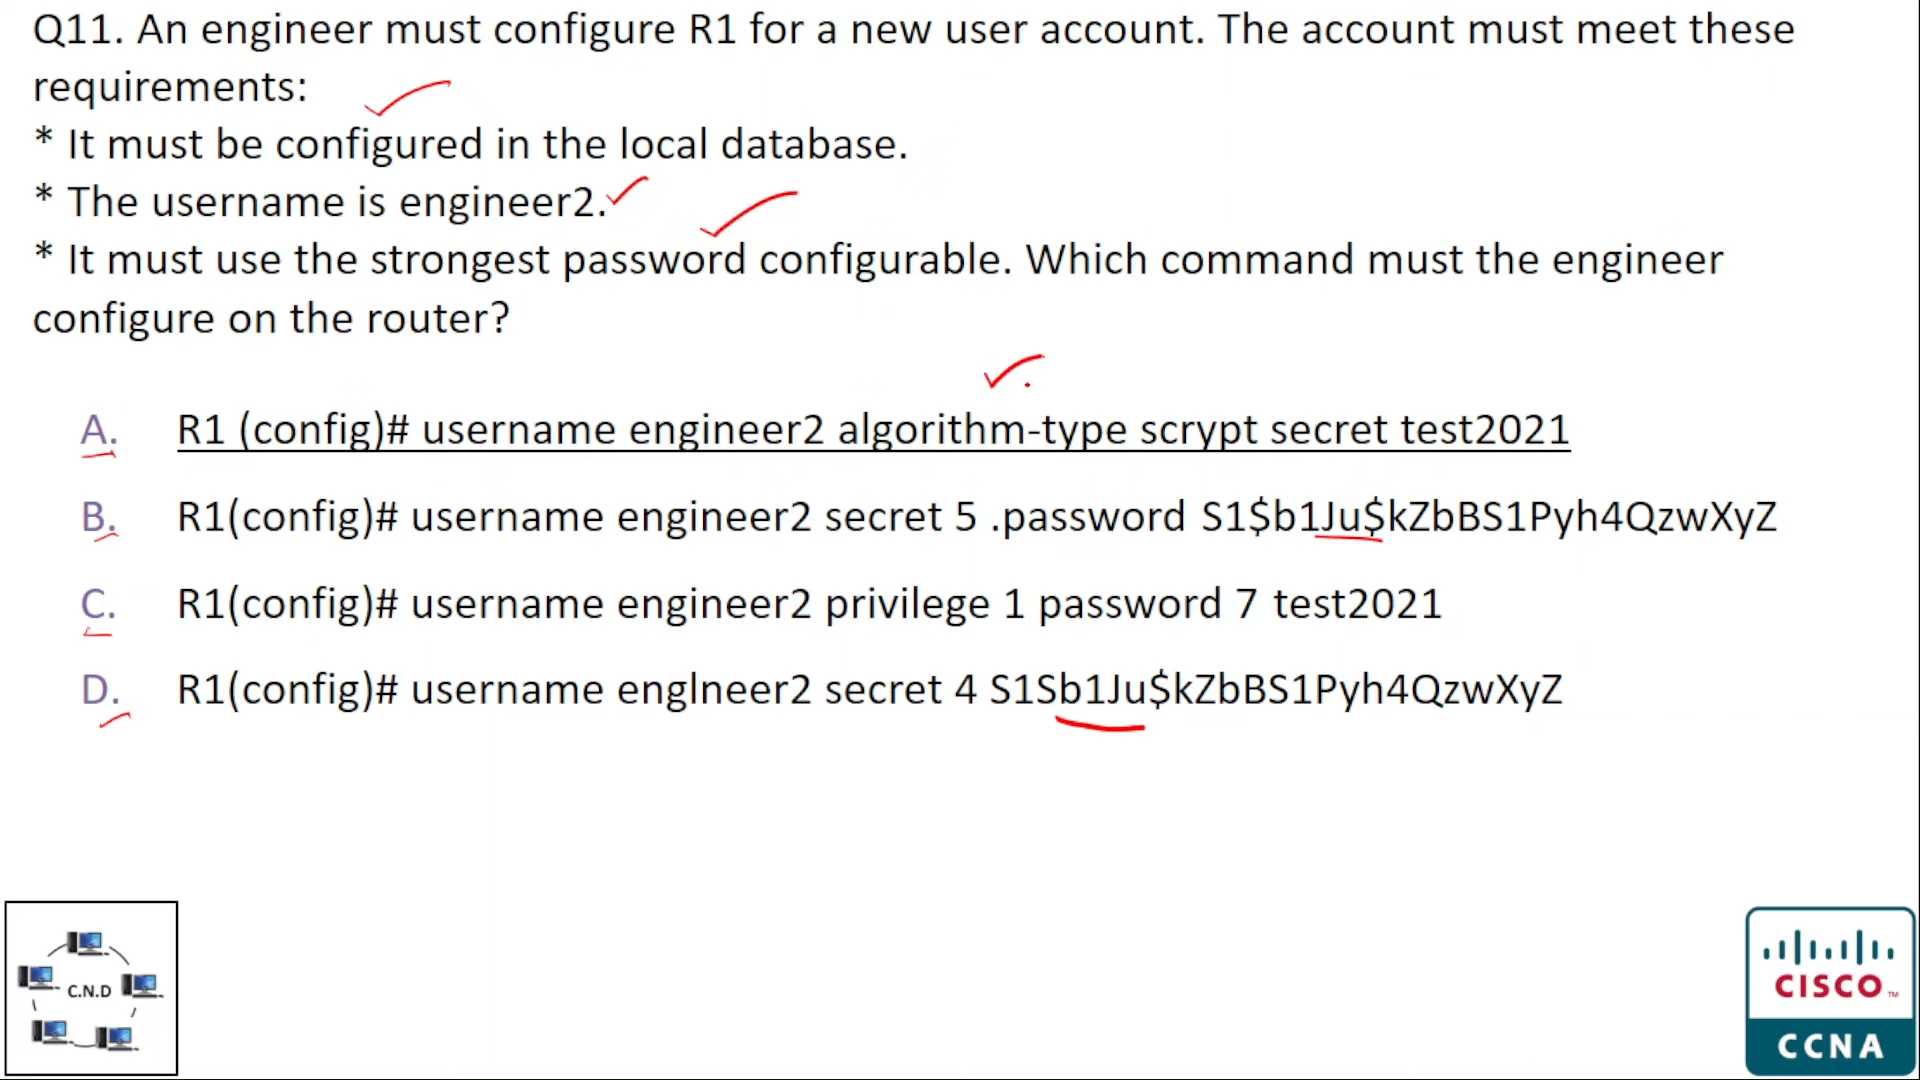 Q11. An engineer must configure R1 for a new user account. The account must meet these
requirements:
* It must be configured in the local database.
* The username is engineer2.
* It must use the strongest password configurable. Which command must the engineer
configure on the router?
A. R1 (config)# username engineer2 algorithm-type scrypt secret test2021
B. R1(config)# username engineer2 secret 5 .password S1$b1Ju$kZbBS1Pyh4QzwXyZ
C. R1(config)# username engineer2 privilege 1 password 7 test2021
D. R1(config)# username englneer2 secret 4 S1Sb1Ju$kZbBS1Pyh4QzwXyZ
C.N.D
CISCO™
CCNA